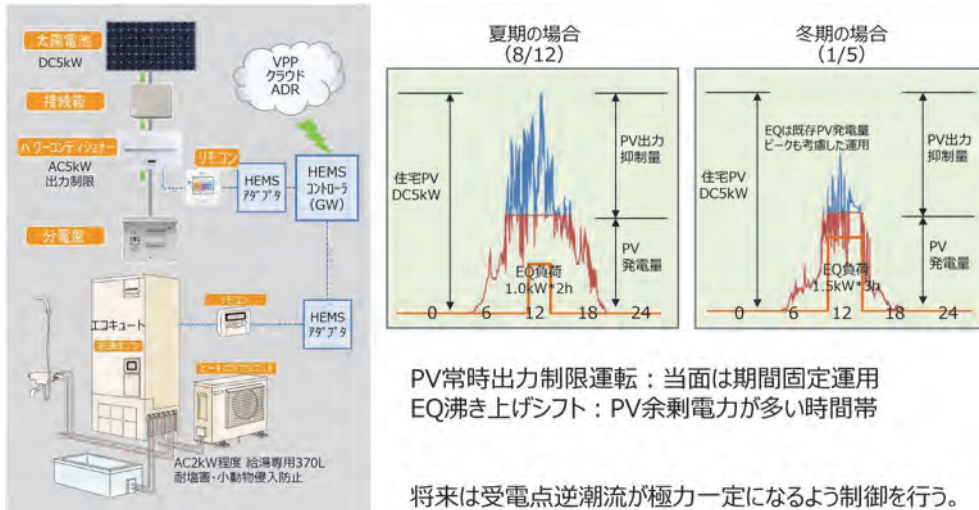 太陽電池
DC5kW
接続箱
パワーコンディショナー
AC5kW
出力制限
分電盤
VPP
クラウド
ADR
リモコン
HEMS
アダプタ
HEMS
コントローラ
(GW)
エコキュート
リモコン
HEMS
アダプタ
ヒートポンプユニット
AC2kW程度 給湯専用370L
耐塩害・小動物侵入防止
夏期の場合
(8/12)
住宅PV
DC5kW
PV出力
抑制量
PV
発電量
EQ負荷
1.0kW*2h
0 6 12 18 24
冬期の場合
(1/5)
EQは既存PV発電量
ピークも考慮した運用
住宅PV
DC5kW
PV出力
抑制量
PV
発電量
EQ負荷
1.5kW*3h
0 6 12 18 24
PV常時出力制限運転：当面は期間固定運用
EQ沸き上げシフト：PV余剰電力が多い時間帯
将来は受電点逆潮流が極力一定になるよう制御を行う。